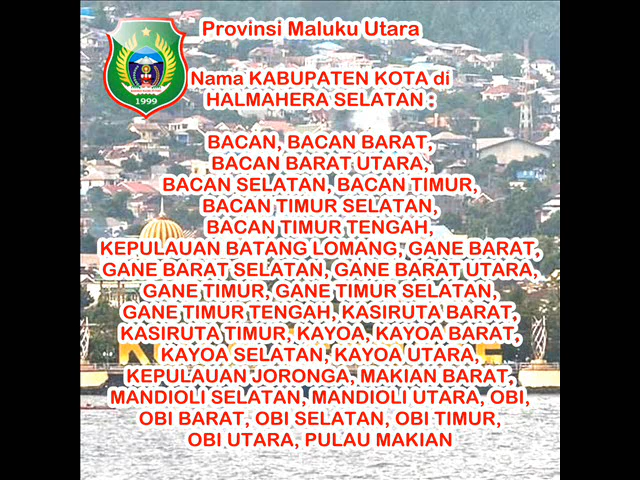 Provinsi Maluku Utara
1999
Nama KABUPATEN KOTA di
HALMAHERA SELATAN :
BACAN, BACAN BARAT,
BACAN BARAT UTARA,
BACAN SELATAN, BACAN TIMUR,
BACAN TIMUR SELATAN,
BACAN TIMUR TENGAH,
KEPULAUAN BATANG LOMANG, GANE BARAT,
GANE BARAT SELATAN, GANE BARAT UTARA,
GANE TIMUR, GANE TIMUR SELATAN,
GANE TIMUR TENGAH, KASIRUTA BARAT,
KASIRUTA TIMUR, KAYOA, KAYOA BARAT,
KAYOA SELATAN, KAYOA UTARA,
KEPULAUAN JORONGA, MAKIAN BARAT,
MANDIOLI SELATAN, MANDIOLI UTARA, OBI,
OBI BARAT, OBI SELATAN, OBI TIMUR,
OBI UTARA, PULAU MAKIAN